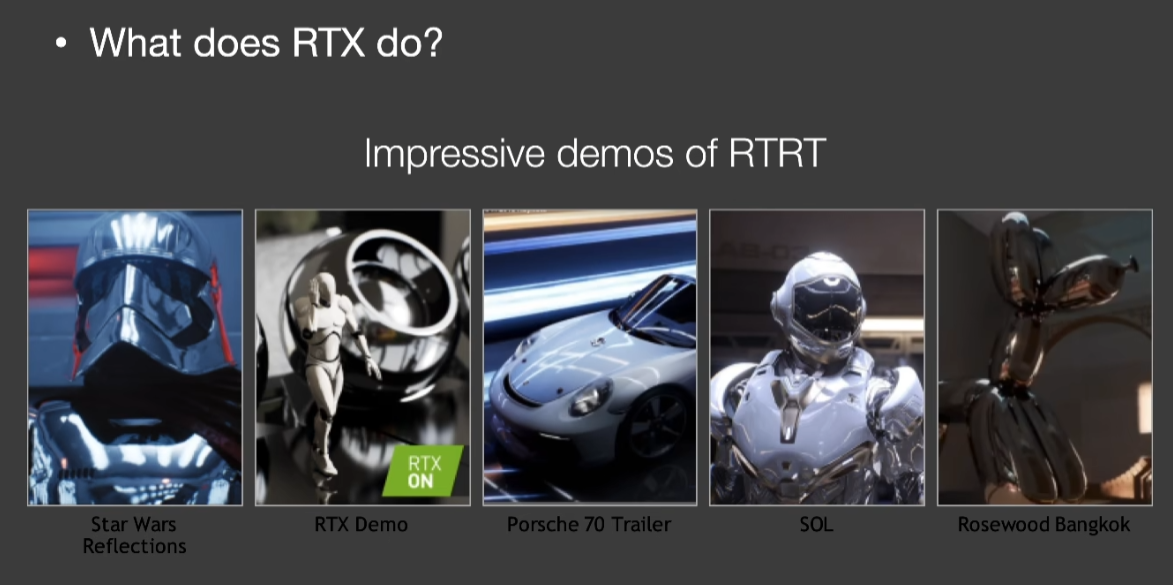 • What does RTX do?
Impressive demos of RTRT
RTX
ON
Star Wars
Reflections
RTX Demo
Porsche 70 Trailer
SOL
Rosewood Bangkok